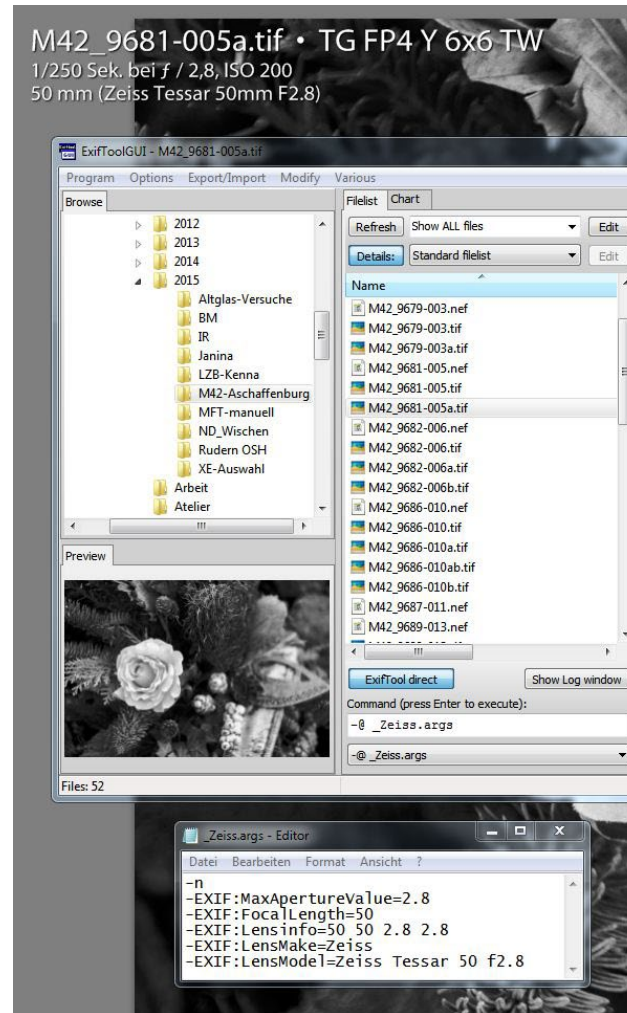 M42_9681-005a.tif • TG FP4 Y 6x6 TW
1/250 Sek. bei ƒ / 2,8, ISO 200
50 mm (Zeiss Tessar 50mm F2.8)
ExifToolGUI - M42_9681-005a.tif
Program Options Export/Import Modify Various
Browse
2012
2013
2014
2015
Altglas-Versuche
BM
IR
Janina
LZB-Kenna
M42-Aschaffenburg
MFT-manuell
ND_Wischen
Rudern OSH
XE-Auswahl
Arbeit
Atelier
Preview
Files: 52
Filelist Chart
Refresh Show ALL files Edit
Details: Standard filelist Edit
Name
M42_9679-003.nef
M42_9679-003.tif
M42_9679-003a.tif
M42_9681-005.nef
M42_9681-005.tif
M42_9681-005a.tif
M42_9682-006.nef
M42_9682-006.tif
M42_9682-006a.tif
M42_9682-006b.tif
M42_9686-010.nef
M42_9686-010.tif
M42_9686-010a.tif
M42_9686-010ab.tif
M42_9686-010b.tif
M42_9687-011.nef
M42_9689-013.nef
ExifTool direct Show Log window
Command (press Enter to execute):
-@ _Zeiss.args
-@ _Zeiss.args
_Zeiss.args - Editor
Datei Bearbeiten Format Ansicht ?
-n
-EXIF:MaxApertureValue=2.8
-EXIF:FocalLength=50
-EXIF:Lensinfo=50 50 2.8 2.8
-EXIF:LensMake=Zeiss
-EXIF:LensModel=Zeiss Tessar 50 f2.8